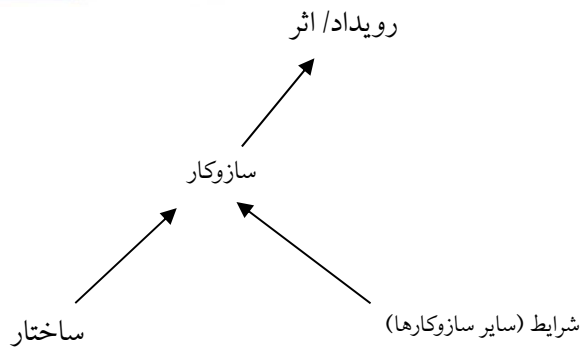 رویداد/ اثر
سازوکار
شرایط (سایر سازوکارها)
ساختار